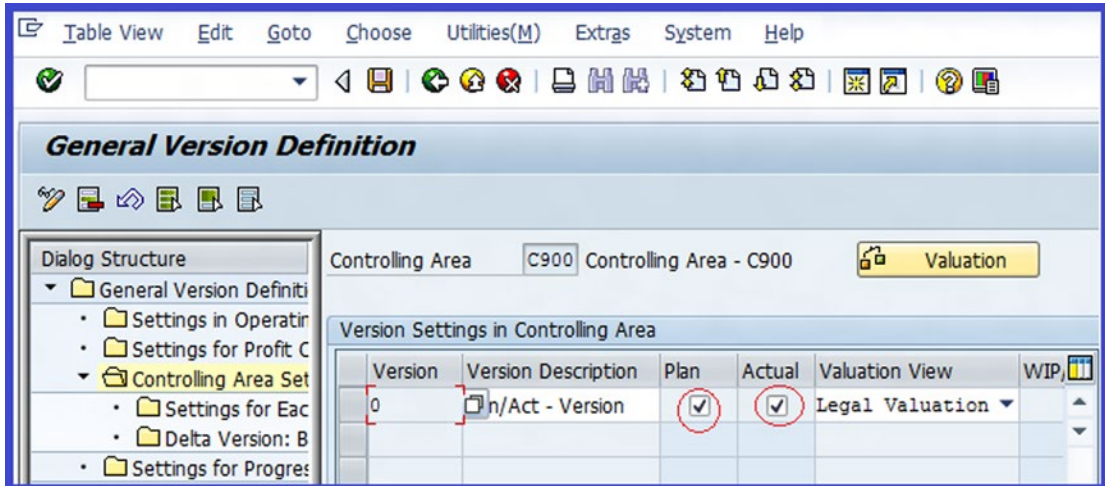 Table View Edit Goto Choose Utilities(M) Extras System Help
General Version Definition
Dialog Structure
General Version Definiti
Settings in Operatin
Settings for Profit C
Controlling Area Set
Settings for Eac
Delta Version: B
Settings for Progres
Controlling Area C900 Controlling Area - C900 Valuation
Version Settings in Controlling Area
Version Version Description Plan Actual Valuation View WIP/
0 n/Act - Version Legal Valuation